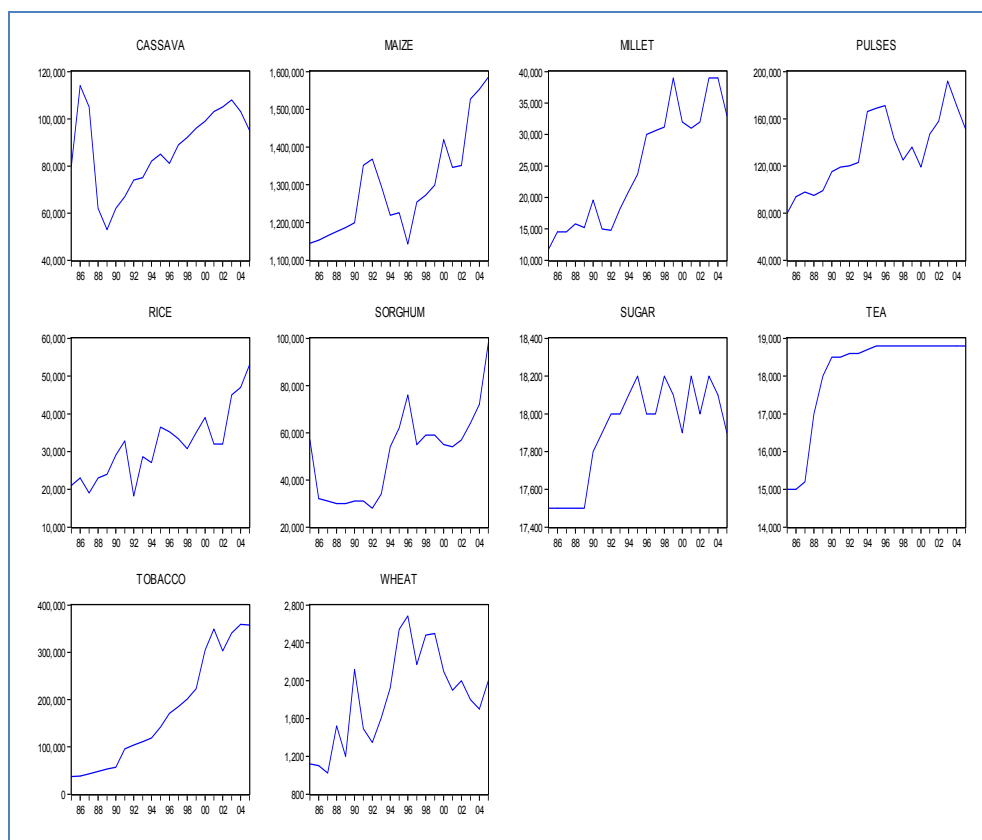 CASSAVA MAIZE MILLET PULSES
120,000 1,600,000 40,000 200,000
1,500,000 35,000
100,000 160,000
1,400,000 30,000
80,000 1,300,000 25,000 120,000
1,200,000 20,000
60,000 80,000
1,100,000 15,000
40,000 1,100,000 10,000 40,000
86 88 90 92 94 96 98 00 02 04 86 88 90 92 94 96 98 00 02 04 86 88 90 92 94 96 98 00 02 04 86 88 90 92 94 96 98 00 02 04
RICE SORGHUM SUGAR TEA
60,000 100,000 18,400 19,000
50,000 18,200 18,000
80,000
40,000 18,000 17,000
60,000
30,000 17,800 16,000
40,000
20,000 17,600 15,000
10,000 20,000 17,400 14,000
86 88 90 92 94 96 98 00 02 04 86 88 90 92 94 96 98 00 02 04 86 88 90 92 94 96 98 00 02 04 86 88 90 92 94 96 98 00 02 04
TOBACCO WHEAT
400,000 2,800
2,400
300,000
2,000
200,000
1,600
100,000
1,200
0 800
86 88 90 92 94 96 98 00 02 04 86 88 90 92 94 96 98 00 02 04